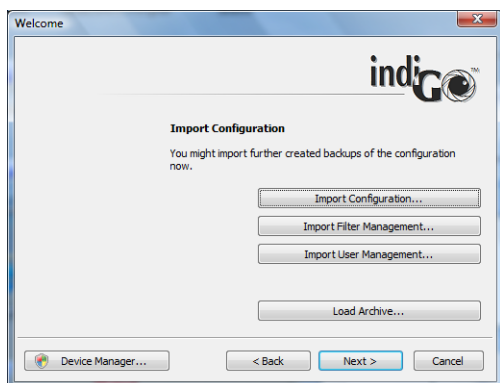 Welcome
indiGO™
Import Configuration
You might import further created backups of the configuration
now.
Import Configuration...
Import Filter Management...
Import User Management...
Load Archive...
Device Manager...
< Back
Next >
Cancel